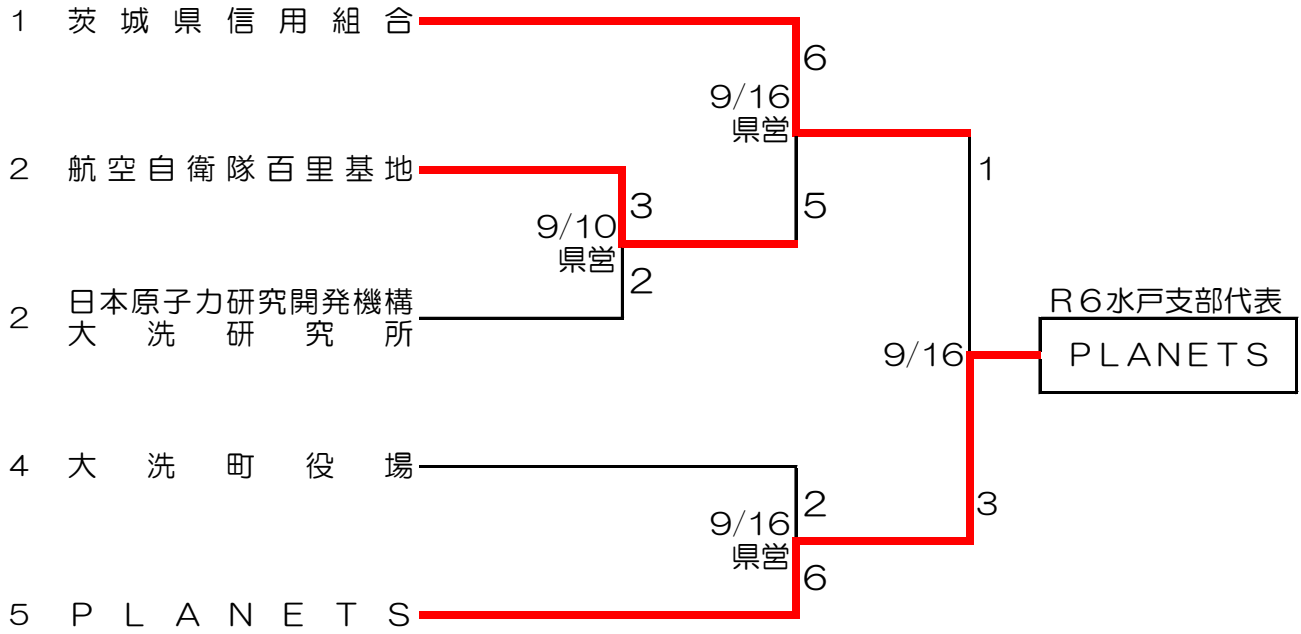 1 茨城県信用組合
6
9/16
県営
2 航空自衛隊百里基地
1
3
5
9/10
県営
2
日本原子力研究開発機構
2 大洗研究所
R6水戸支部代表
9/16
PLANETS
4 大洗町役場
2
3
9/16
県営
6
5 PLANETS